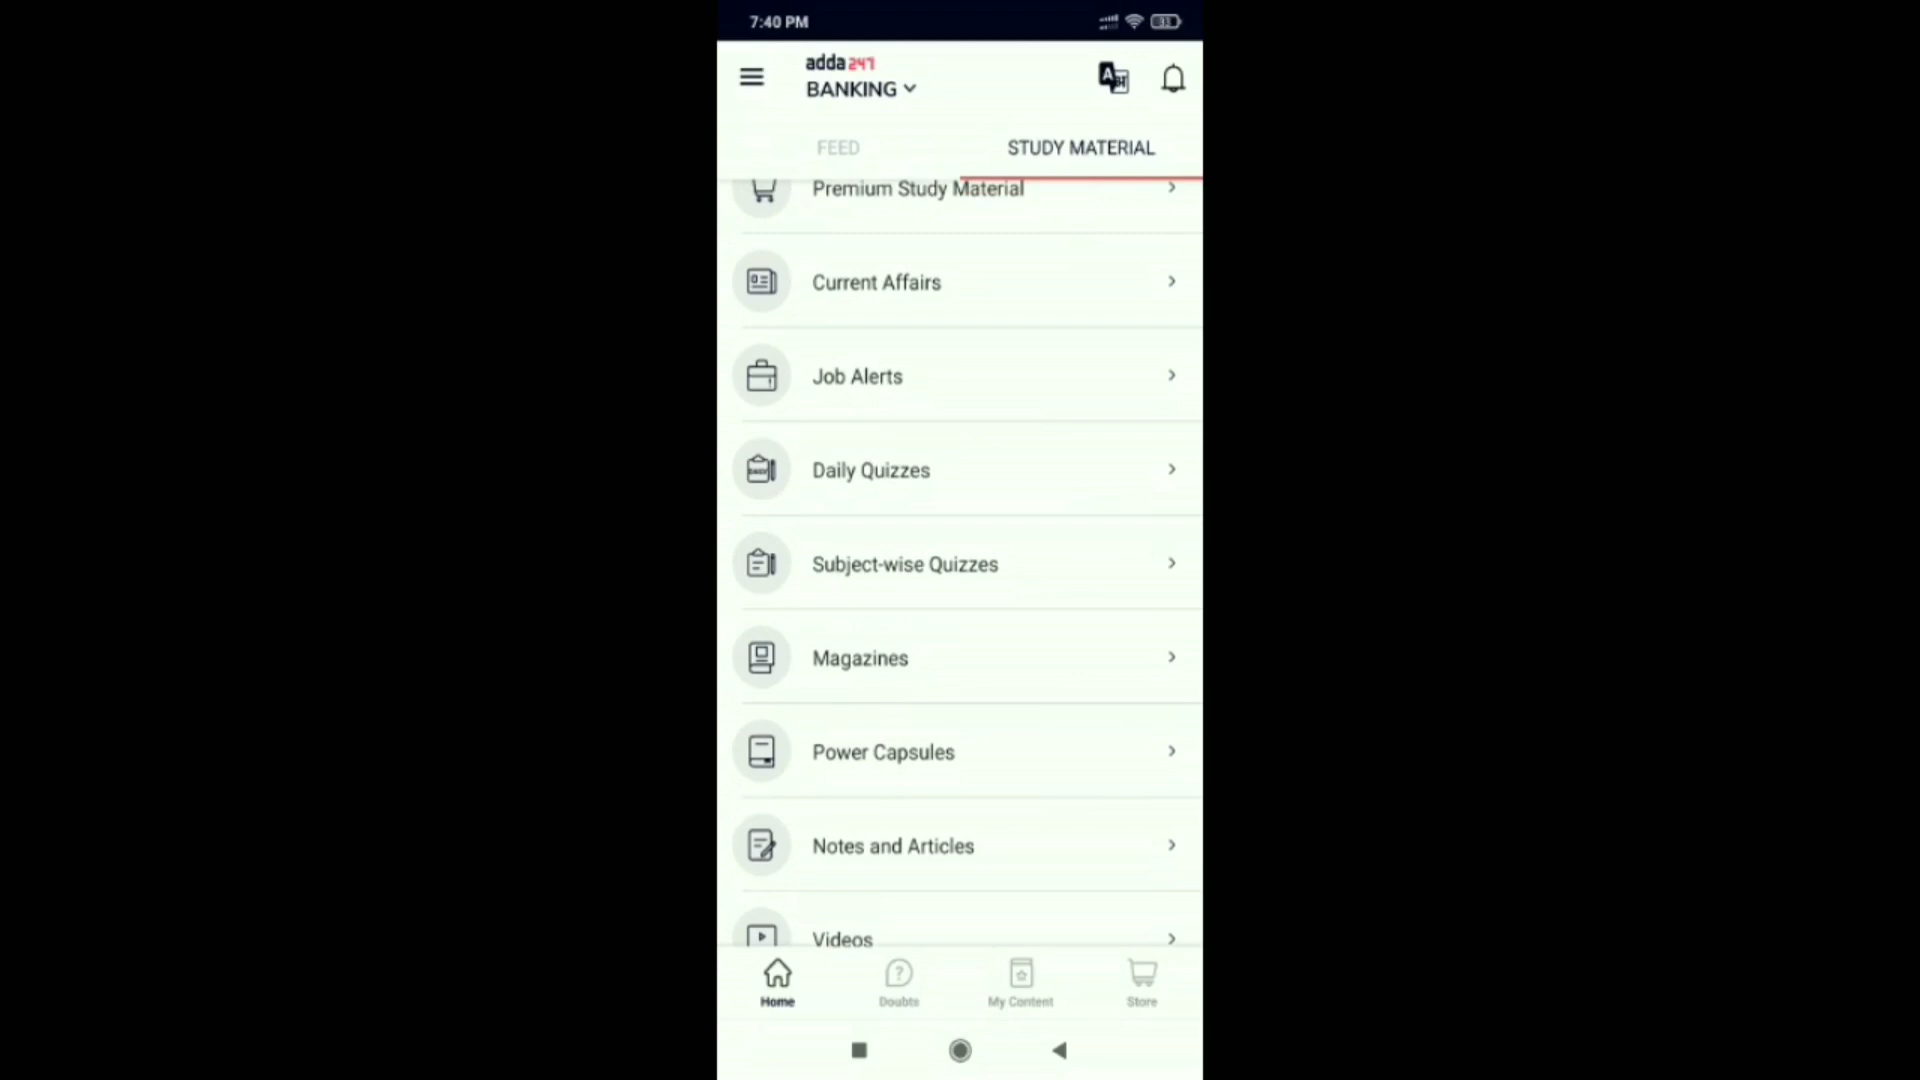 7:40 PM
adda247
BANKING
FEED
STUDY MATERIAL
Premium Study Material
Current Affairs
Job Alerts
Daily Quizzes
Subject-wise Quizzes
Magazines
Power Capsules
Notes and Articles
Videos
Home
Doubts
My Content
Store